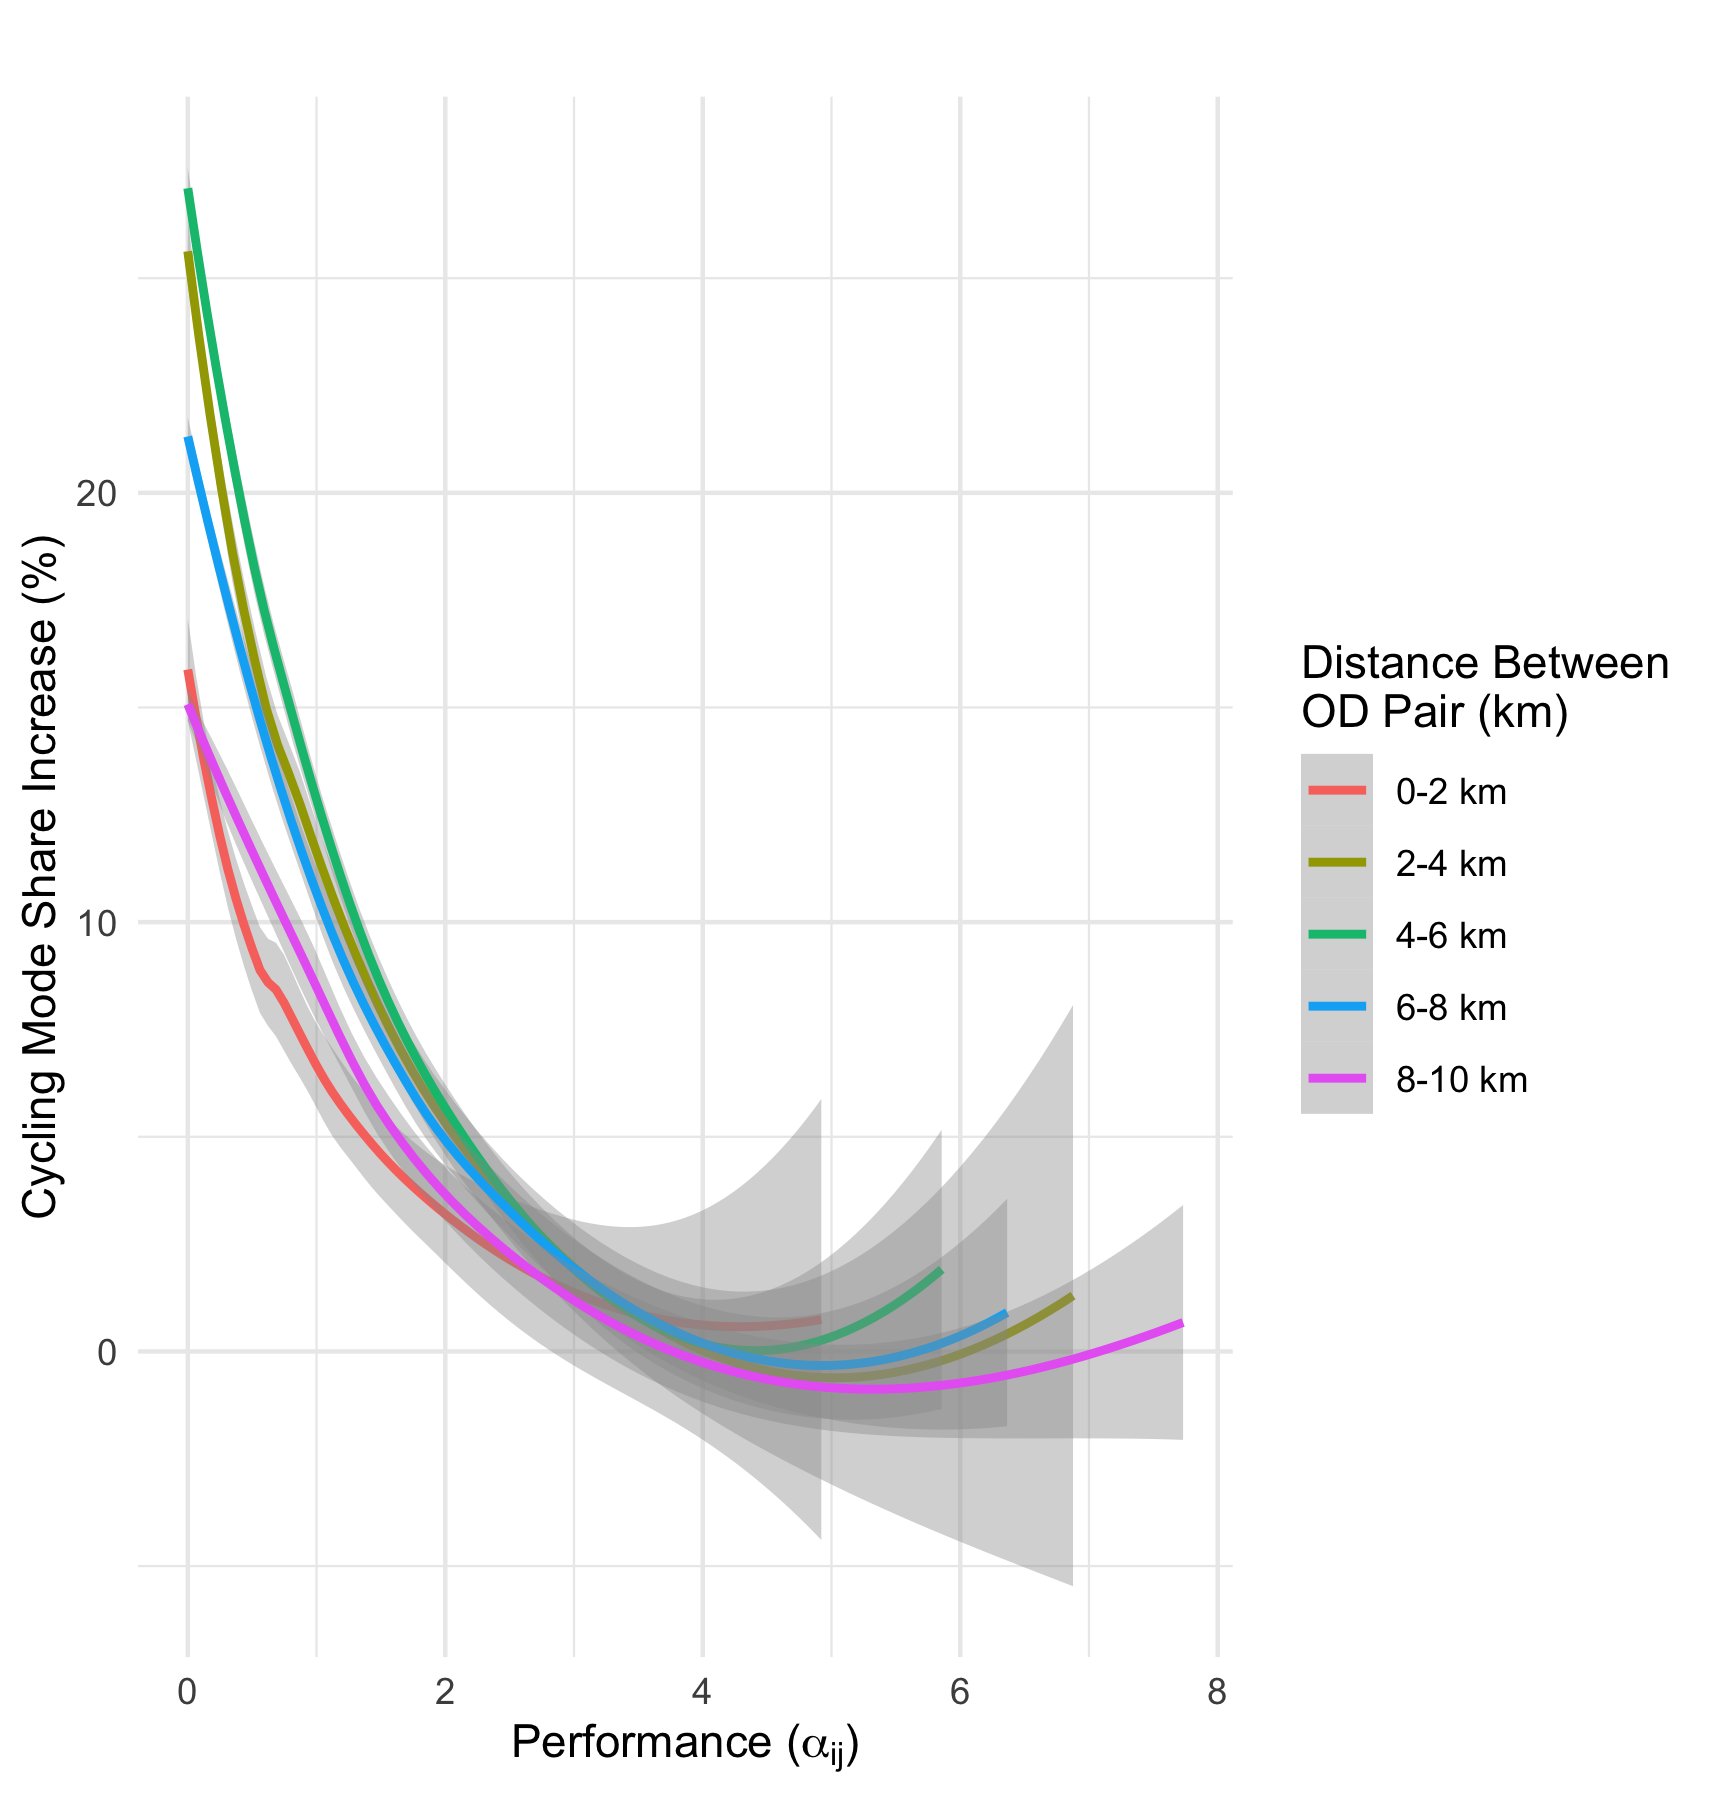 Cycling Mode Share Increase (%)
20
10
0
0 2 4 6 8
Performance (αij)
Distance Between
OD Pair (km)
0-2 km
2-4 km
4-6 km
6-8 km
8-10 km